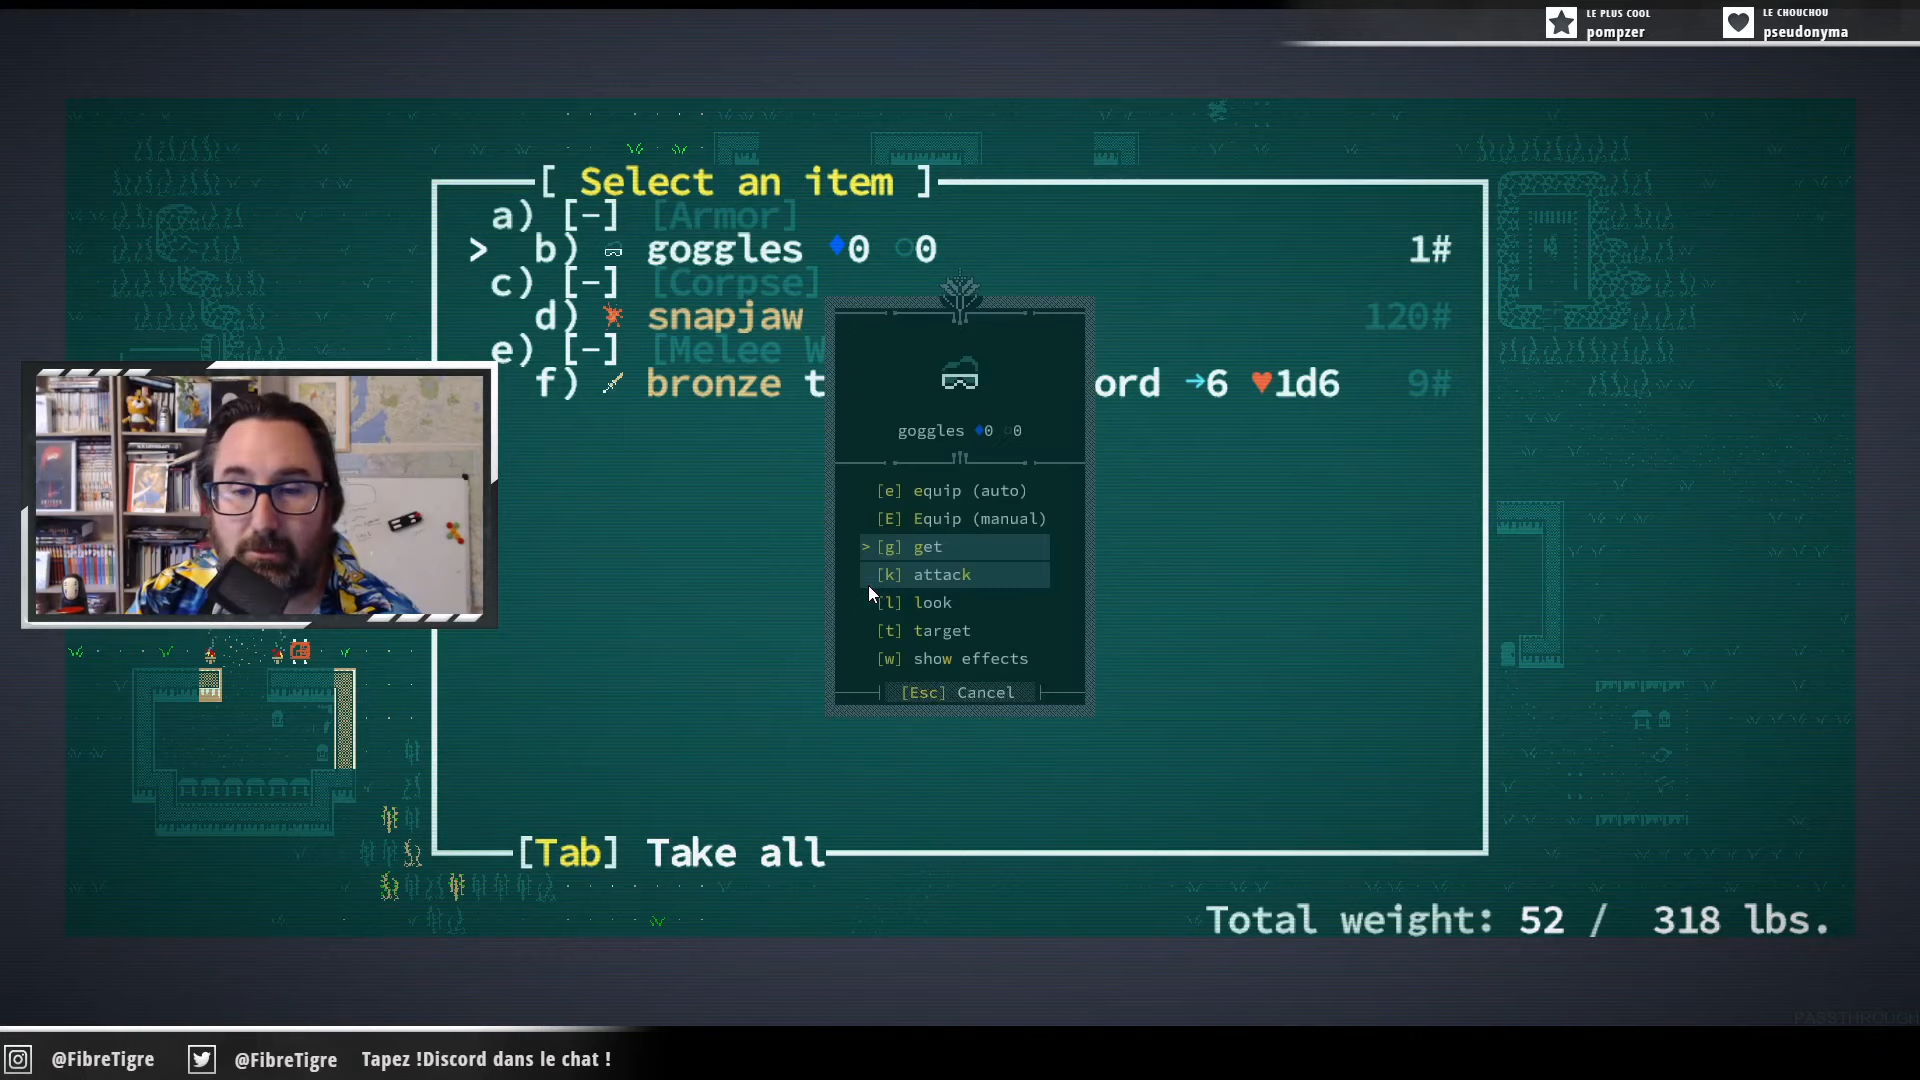 LE PLUS COOL
pompzer
LE CHOUCHOU
pseudonyma
[ Select an item ]
a) [-] [Armor]
> b) goggles ♦0 ○0 1#
c) [-] [Corpse]
d) snapjaw 120#
e) [-] [Melee W
f) bronze t ord →6 ♥1d6 9#
goggles ♦0 ○0
[e] equip (auto)
[E] Equip (manual)
> [g] get
[k] attack
[l] look
[t] target
[w] show effects
[Esc] Cancel
[Tab] Take all
Total weight: 52 / 318 lbs.
PASSTHROUGH
@FibreTigre
@FibreTigre
Tapez !Discord dans le chat !